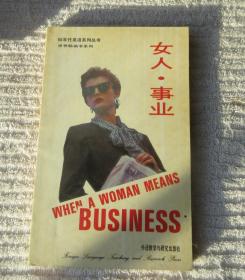 女人·事业
WHEN A WOMAN MEANS
BUSINESS
外语教学与研究出版社
Foreign Language Teaching and Research Press